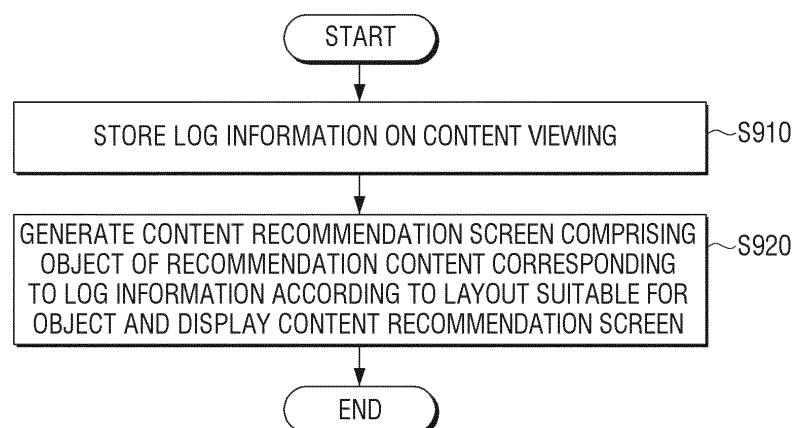 START
STORE LOG INFORMATION ON CONTENT VIEWING
S910
GENERATE CONTENT RECOMMENDATION SCREEN COMPRISING
OBJECT OF RECOMMENDATION CONTENT CORRESPONDING
TO LOG INFORMATION ACCORDING TO LAYOUT SUITABLE FOR
OBJECT AND DISPLAY CONTENT RECOMMENDATION SCREEN
S920
END